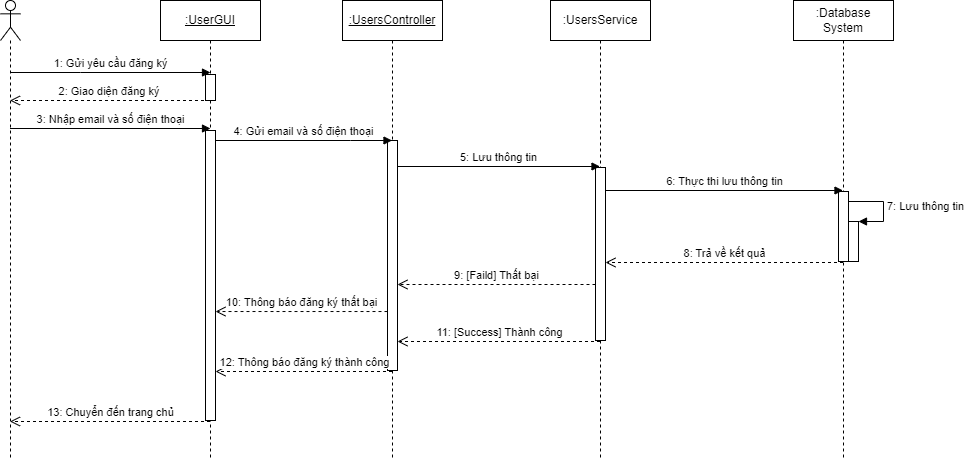 :UserGUI
:UsersController
:UsersService
:Database
System
1: Gửi yêu cầu đăng ký
2: Giao diện đăng ký
3: Nhập email và số điện thoại
4: Gửi email và số điện thoại
5: Lưu thông tin
6: Thực thi lưu thông tin
7: Lưu thông tin
8: Trả về kết quả
9: [Faild] Thất bại
10: Thông báo đăng ký thất bại
11: [Success] Thành công
12: Thông báo đăng ký thành công
13: Chuyển đến trang chủ